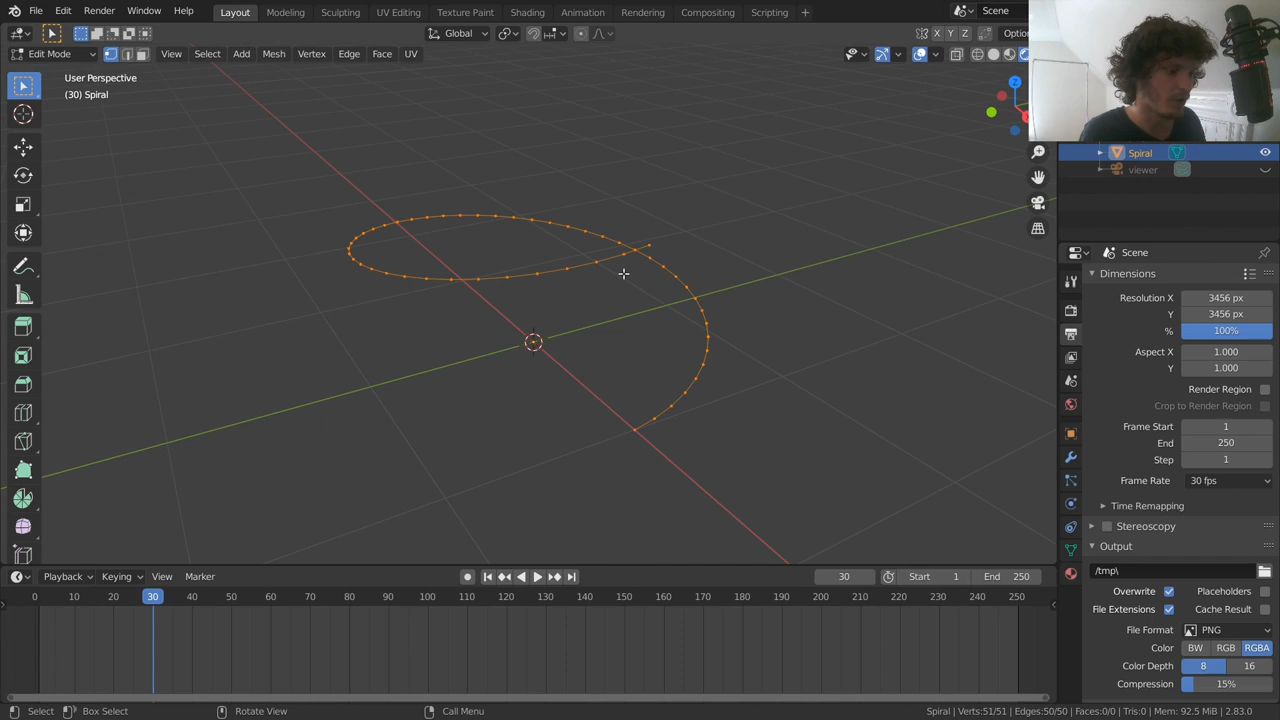 File Edit Render Window Help Layout Modeling Sculpting UV Editing Texture Paint Shading Animation Rendering Compositing Scripting + Scene
Global X Y Z Optio
Edit Mode View Select Add Mesh Vertex Edge Face UV
User Perspective
(30) Spiral
Z
Spiral
viewer
Scene
Dimensions
Resolution X 3456 px
Y 3456 px
% 100%
Aspect X 1.000
Y 1.000
Render Region
Crop to Render Region
Frame Start 1
End 250
Step 1
Frame Rate 30 fps
Time Remapping
Stereoscopy
Output
/tmp\
Overwrite Placeholders
File Extensions Cache Result
File Format PNG
Color BW RGB RGBA
Color Depth 8 16
Compression 15%
Playback Keying View Marker 30 Start 1 End 250
0 10 20 30 40 50 60 70 80 90 100 110 120 130 140 150 160 170 180 190 200 210 220 230 240 250
Select Box Select Rotate View Call Menu Spiral | Verts:51/51 | Edges:50/50 | Faces:0/0 | Tris:0 | Mem: 92.5 MiB | 2.83.0